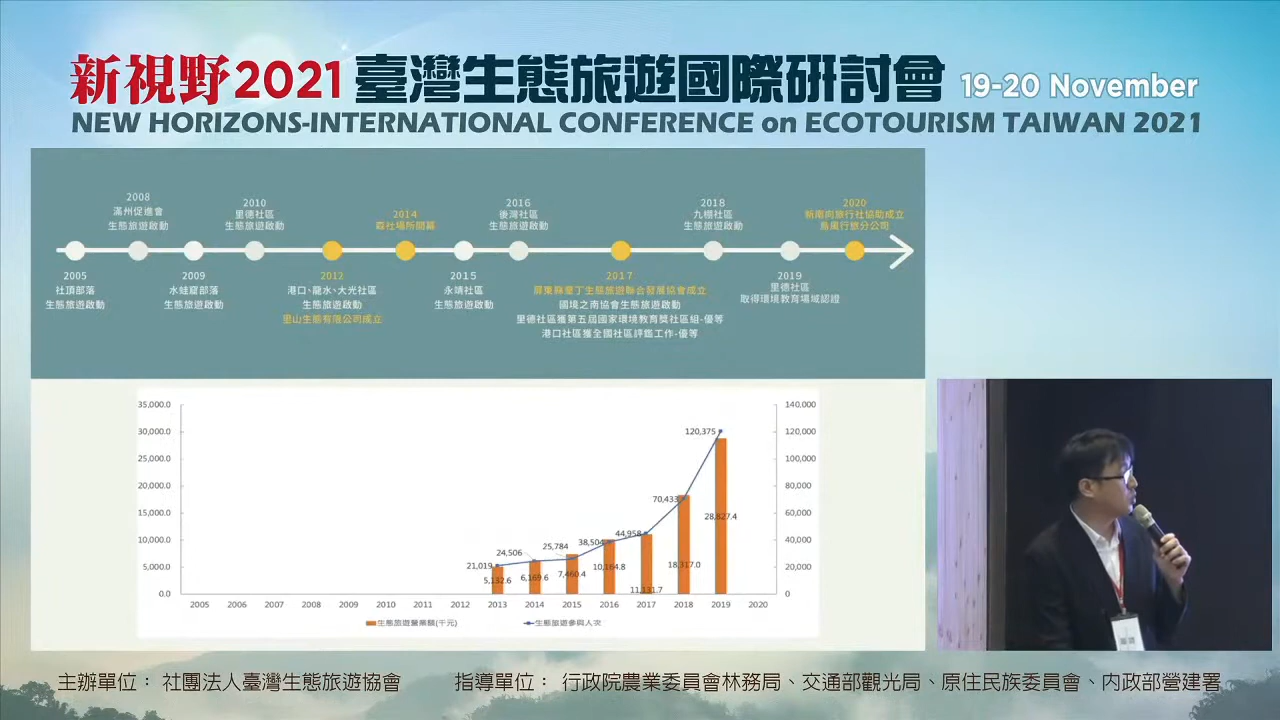 新視野2021臺灣生態旅遊國際研討會 19-20 November
NEW HORIZONS-INTERNATIONAL CONFERENCE on ECOTOURISM TAIWAN 2021
2008
滿州促進會
生態旅遊啟動
2010
里德社區
生態旅遊啟動
2014
森社場所開幕
2016
後灣社區
生態旅遊啟動
2018
九棚社區
生態旅遊啟動
2020
新南向旅行社協助成立
島嶼行旅分公司
2005
社頂部落
生態旅遊啟動
2009
水蛙窟部落
生態旅遊啟動
2012
港口、龍水、大光社區
生態旅遊啟動
里山生態有限公司成立
2015
永靖社區
生態旅遊啟動
2017
屏東縣墾丁生態旅遊聯合發展協會成立
國境之南協會生態旅遊啟動
里德社區獲第五屆國家環境教育獎社區組-優等
港口社區獲全國社區評鑑工作-優等
2019
里德社區
取得環境教育場域認證
35,000.0
30,000.0
25,000.0
20,000.0
15,000.0
10,000.0
5,000.0
0.0
140,000
120,000
100,000
80,000
60,000
40,000
20,000
0
21,019
24,506
25,784
38,504
44,958
70,433
120,375
5,132.6
6,169.6
7,460.4
10,164.8
11,131.7
18,317.0
28,827.4
2005 2006 2007 2008 2009 2010 2011 2012 2013 2014 2015 2016 2017 2018 2019 2020
生態旅遊營業額(千元) 生態旅遊參與人次
主辦單位： 社團法人臺灣生態旅遊協會 指導單位： 行政院農業委員會林務局、交通部觀光局、原住民族委員會、內政部營建署